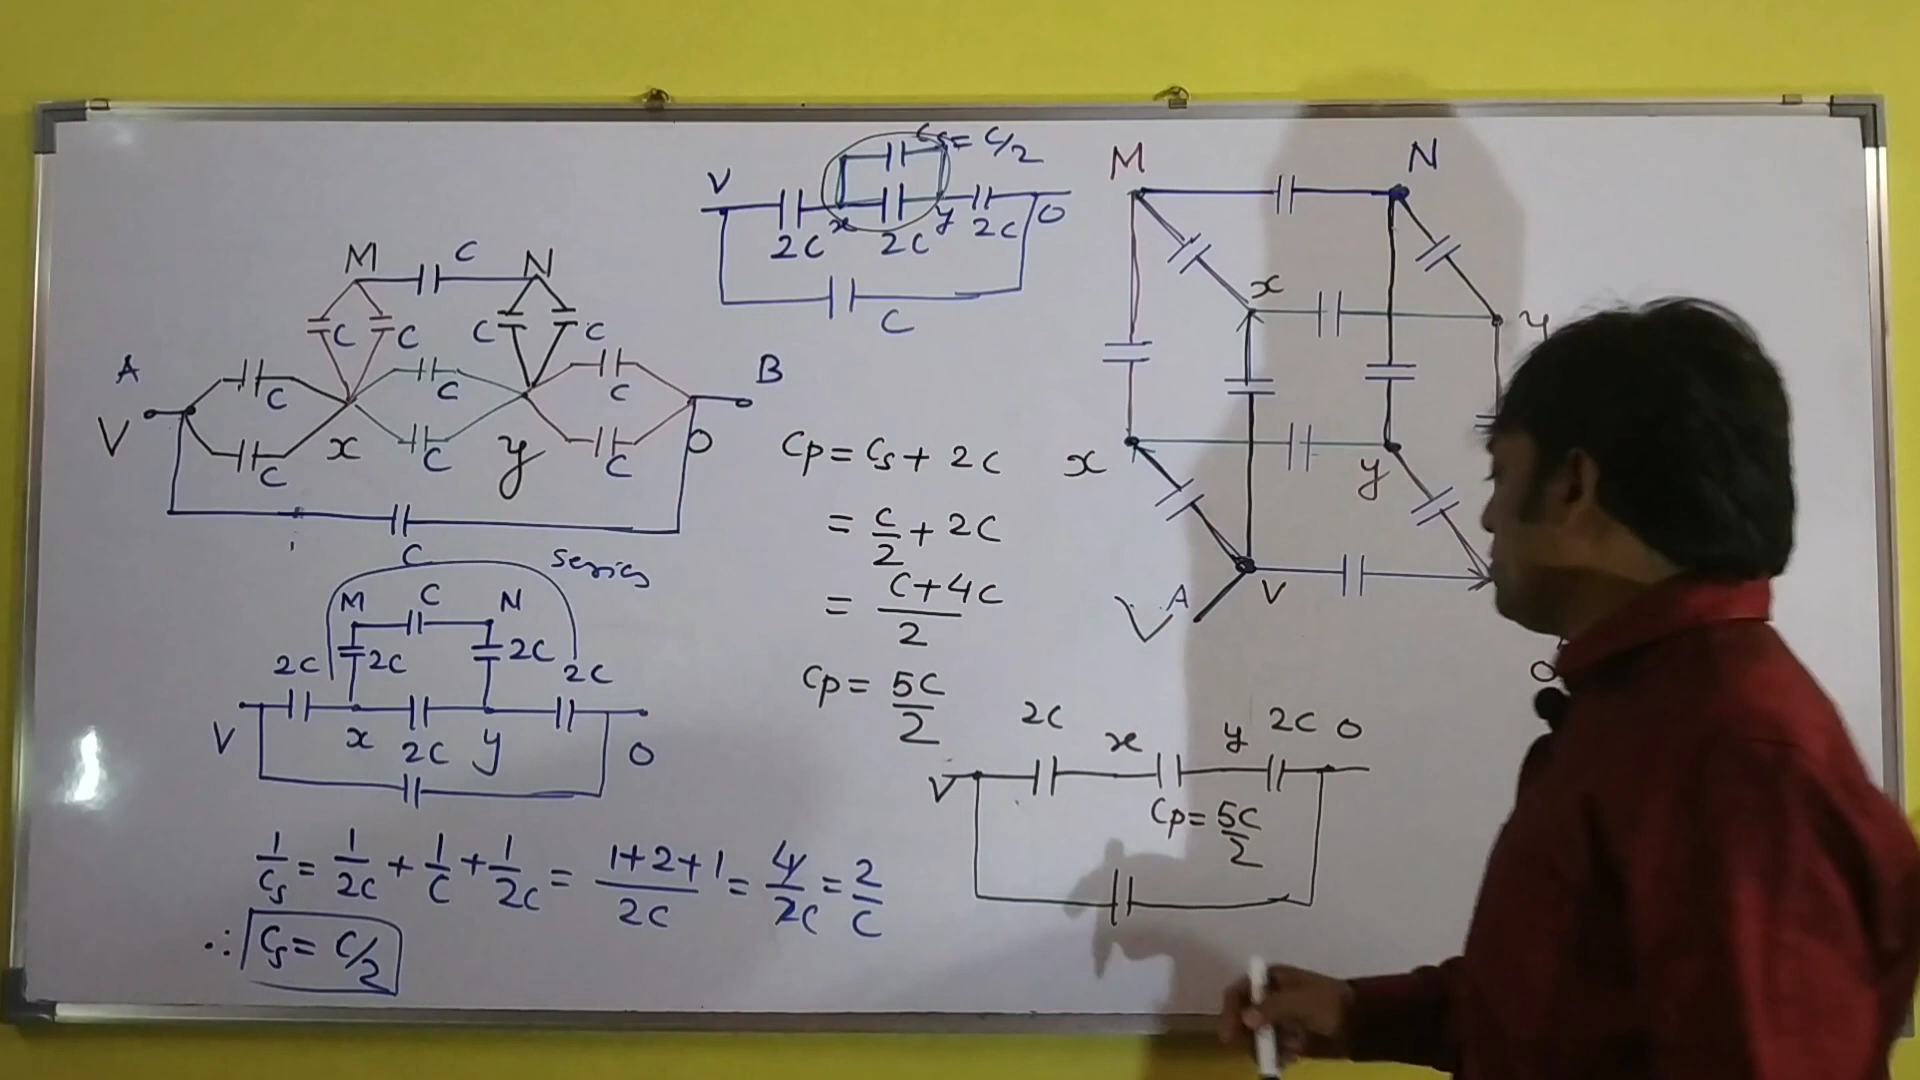 M C N
C C C C
A C C C B
V C x C y C O
C
series
M C N
2C 2C 2C 2C
V x 2C y O
1/Cs = 1/2C + 1/C + 1/2C = 1+2+1/2C = 4/2C = 2/C
∴ Cs = C/2
Cs = C/2
V x y O
2C 2C 2C
C
Cp = Cs + 2C
= C/2 + 2C
= C+4C/2
Cp = 5C/2
M N
x y
x y
V A V
O
2C x y 2C O
V Cp = 5C/2